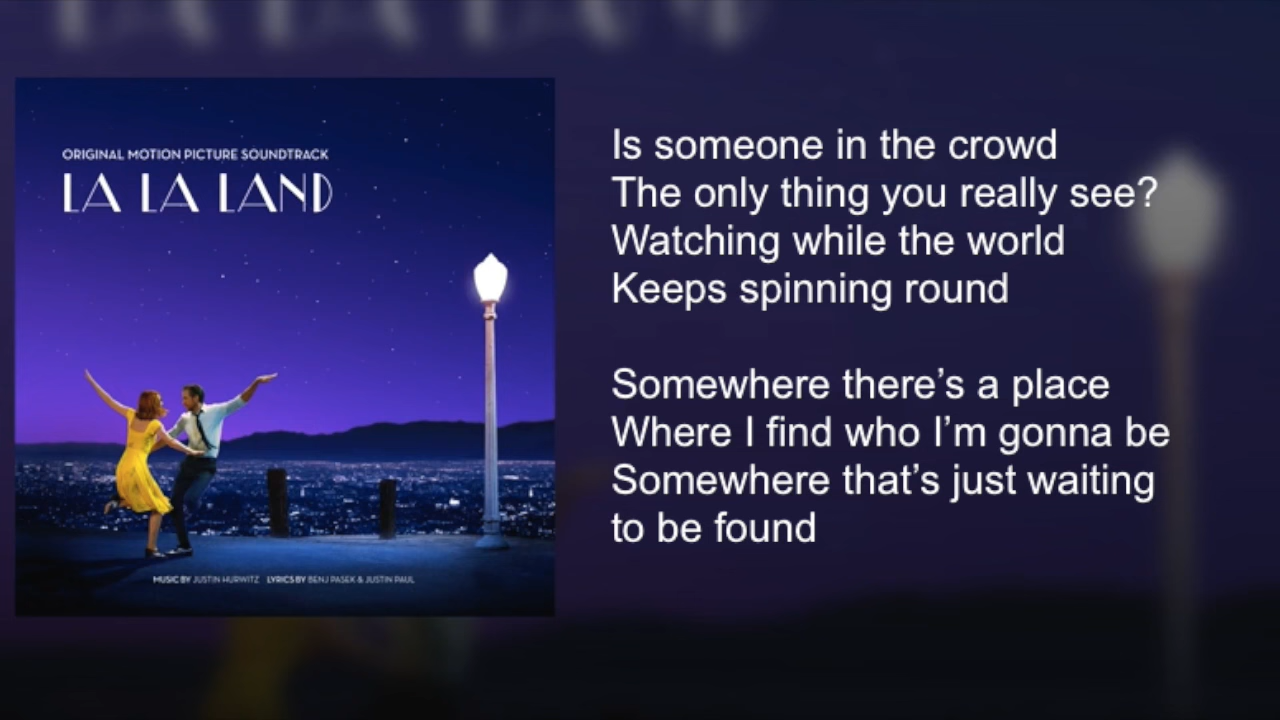 ORIGINAL MOTION PICTURE SOUNDTRACK
LA LA LAND
MUSIC BY JUSTIN HURWITZ LYRICS BY BENJ PASEK & JUSTIN PAUL
Is someone in the crowd
The only thing you really see?
Watching while the world
Keeps spinning round
Somewhere there’s a place
Where I find who I’m gonna be
Somewhere that’s just waiting
to be found